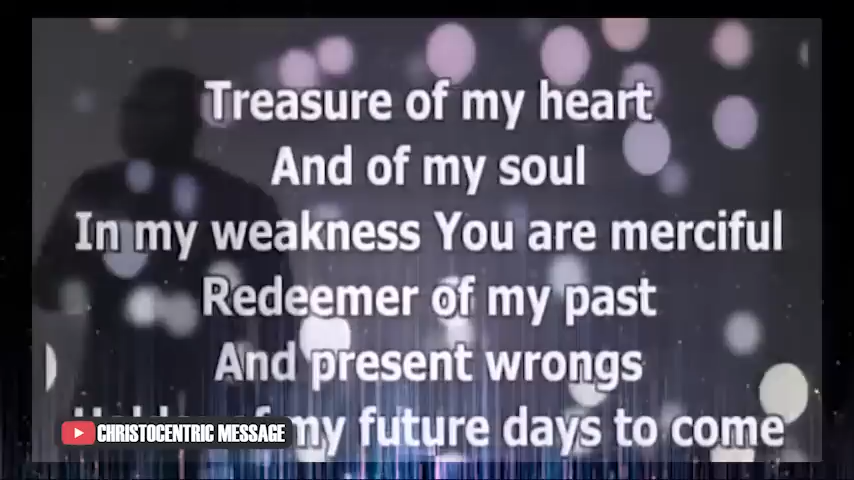 Treasure of my heart
And of my soul
In my weakness You are merciful
Redeemer of my past
And present wrongs
my future days to come
CHRISTOCENTRIC MESSAGE